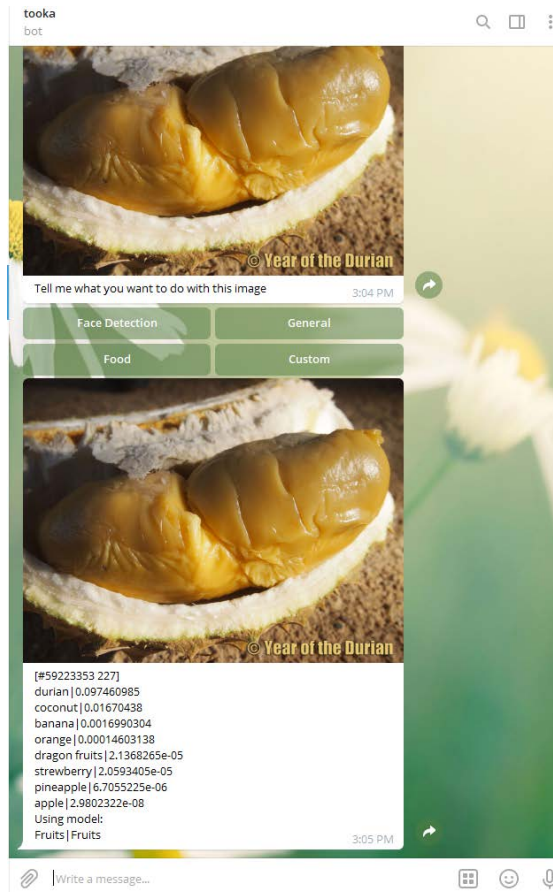 tooka
bot
© Year of the Durian
Tell me what you want to do with this image
3:04 PM
Face Detection
General
Food
Custom
© Year of the Durian
[#59223353 227]
durian|0.097460985
coconut|0.01670438
banana|0.0016990304
orange|0.00014603138
dragon fruits|2.1368265e-05
strewberry|2.0593405e-05
pineapple|6.7055225e-06
apple|2.9802322e-08
Using model:
Fruits|Fruits
3:05 PM
Write a message...